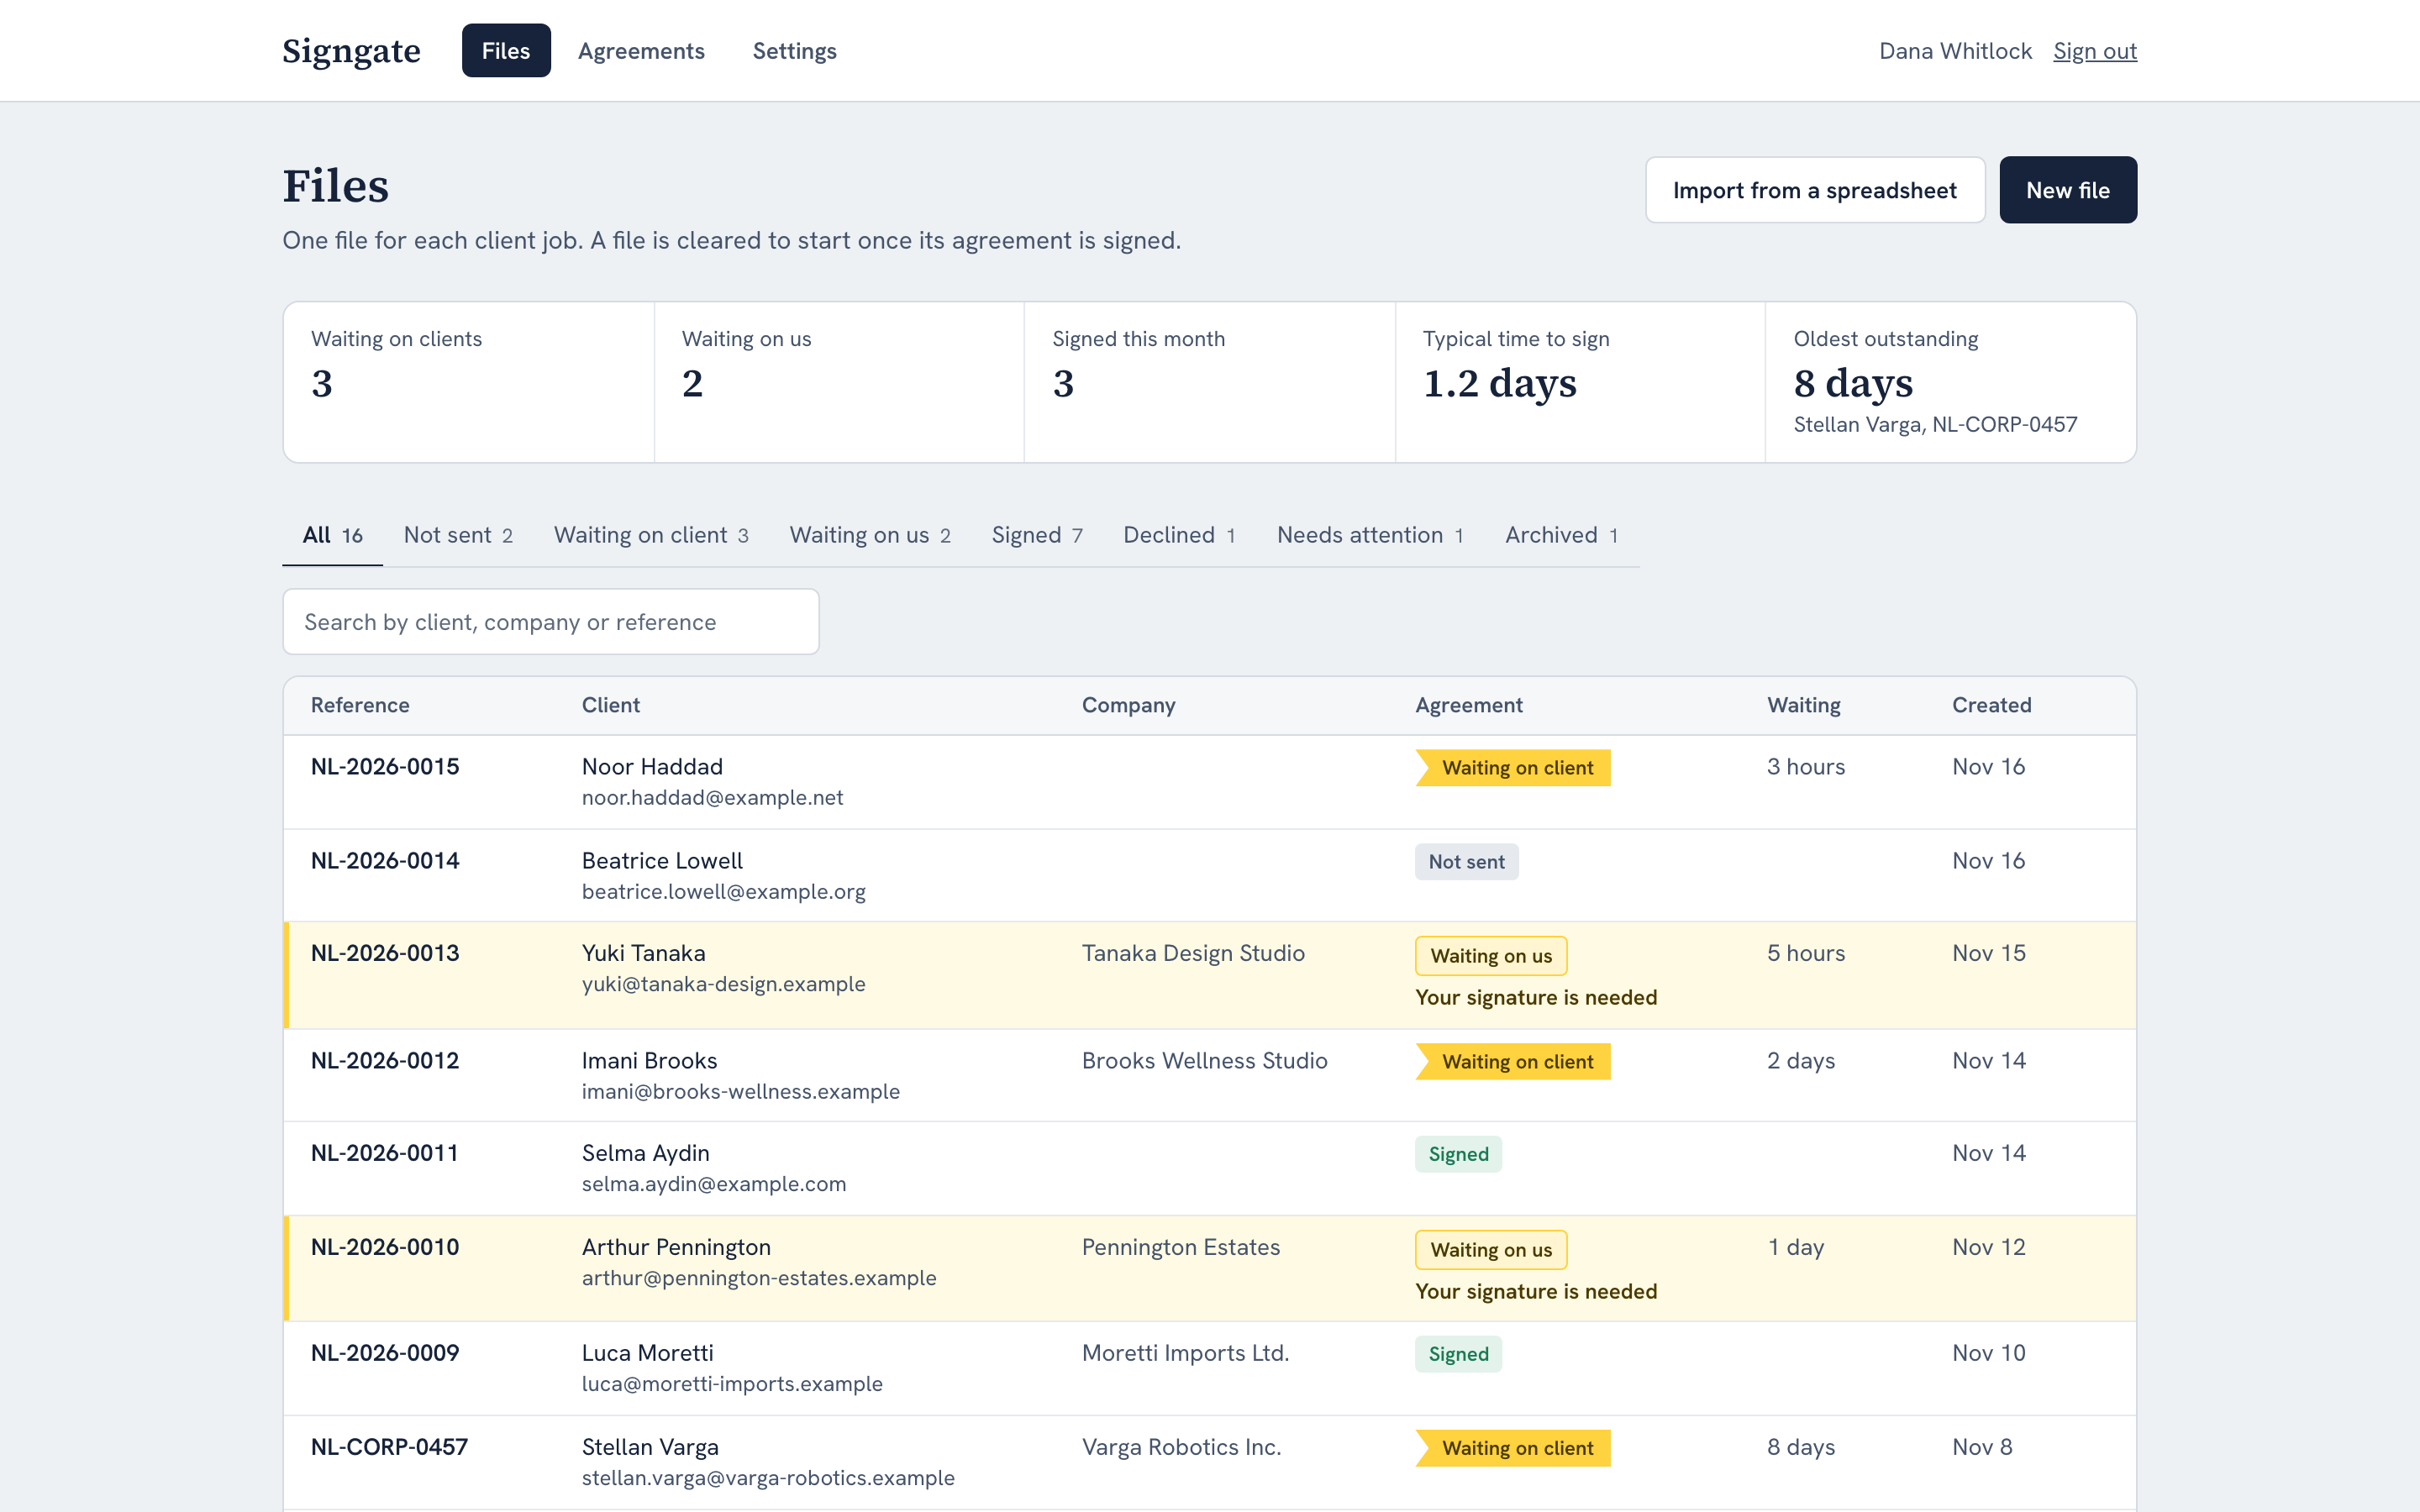 Signgate Files Agreements Settings Dana Whitlock Sign out
Files
Import from a spreadsheet New file
One file for each client job. A file is cleared to start once its agreement is signed.
Waiting on clients Waiting on us Signed this month Typical time to sign Oldest outstanding
3 2 3 1.2 days 8 days
Stellan Varga, NL-CORP-0457
All 16 Not sent 2 Waiting on client 3 Waiting on us 2 Signed 7 Declined 1 Needs attention 1 Archived 1
Search by client, company or reference
Reference Client Company Agreement Waiting Created
NL-2026-0015 Noor Haddad Waiting on client 3 hours Nov 16
noor.haddad@example.net
NL-2026-0014 Beatrice Lowell Not sent Nov 16
beatrice.lowell@example.org
NL-2026-0013 Yuki Tanaka Tanaka Design Studio Waiting on us 5 hours Nov 15
yuki@tanaka-design.example Your signature is needed
NL-2026-0012 Imani Brooks Brooks Wellness Studio Waiting on client 2 days Nov 14
imani@brooks-wellness.example
NL-2026-0011 Selma Aydin Signed Nov 14
selma.aydin@example.com
NL-2026-0010 Arthur Pennington Pennington Estates Waiting on us 1 day Nov 12
arthur@pennington-estates.example Your signature is needed
NL-2026-0009 Luca Moretti Moretti Imports Ltd. Signed Nov 10
luca@moretti-imports.example
NL-CORP-0457 Stellan Varga Varga Robotics Inc. Waiting on client 8 days Nov 8
stellan.varga@varga-robotics.example